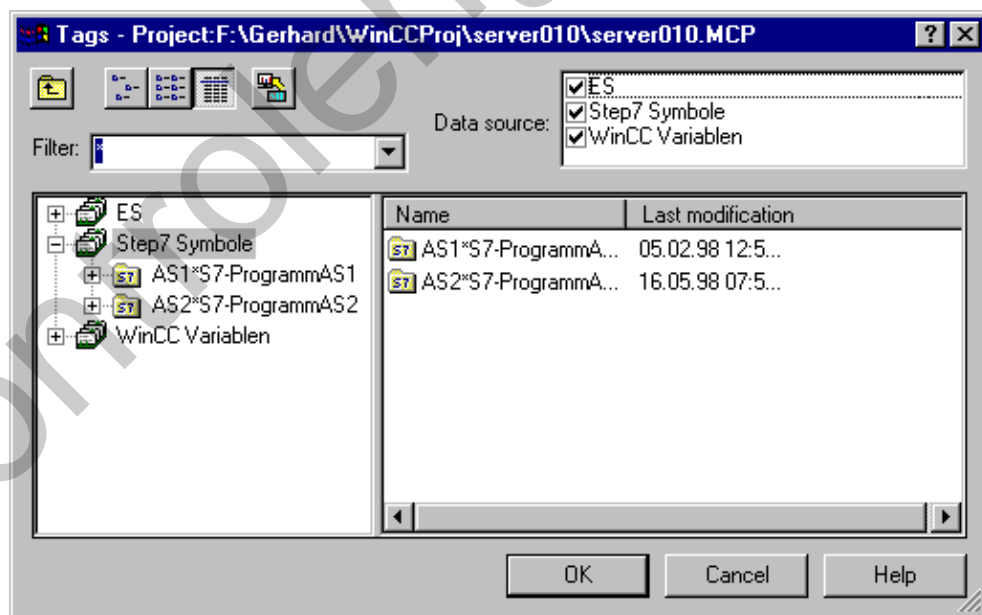 Tags - Project:F:\Gerhard\WinCCProj\server010\server010.MCP
Filter: *
Data source:
ES
Step7 Symbole
WinCC Variablen
ES
Step7 Symbole
AS1*S7-ProgrammAS1
AS2*S7-ProgrammAS2
WinCC Variablen
Name Last modification
S7 AS1*S7-ProgrammA... 05.02.98 12:5...
S7 AS2*S7-ProgrammA... 16.05.98 07:5...
OK Cancel Help